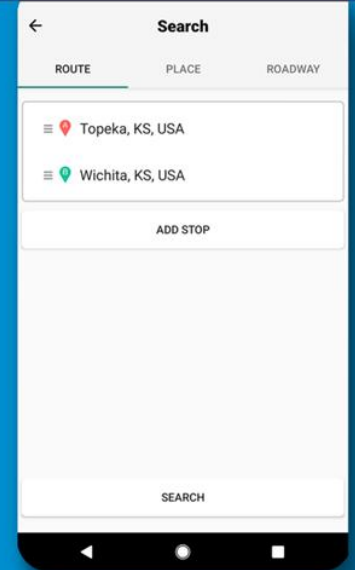 Search
ROUTE PLACE ROADWAY
A Topeka, KS, USA
B Wichita, KS, USA
ADD STOP
SEARCH